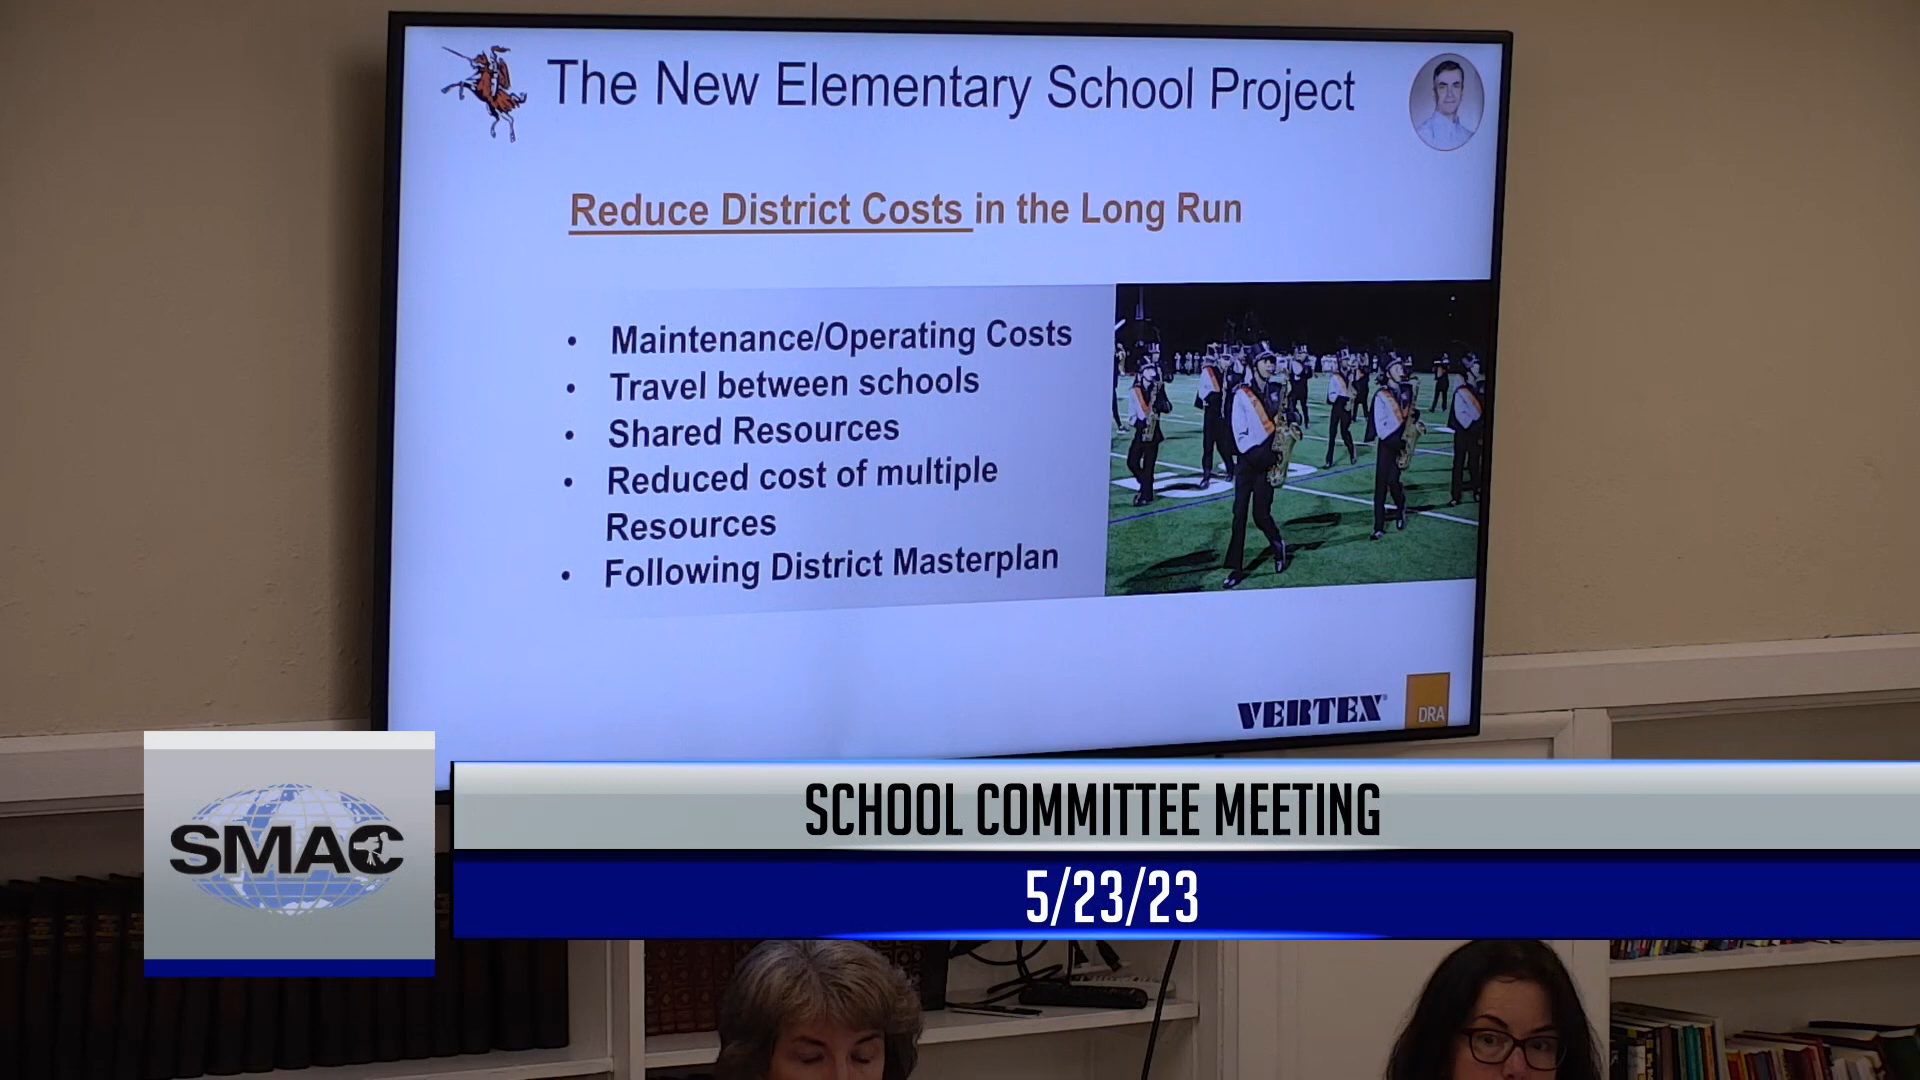 The New Elementary School Project
Reduce District Costs in the Long Run
• Maintenance/Operating Costs
• Travel between schools
• Shared Resources
• Reduced cost of multiple
Resources
• Following District Masterplan
VERTEX®
DRA
SMAC
SCHOOL COMMITTEE MEETING
5/23/23